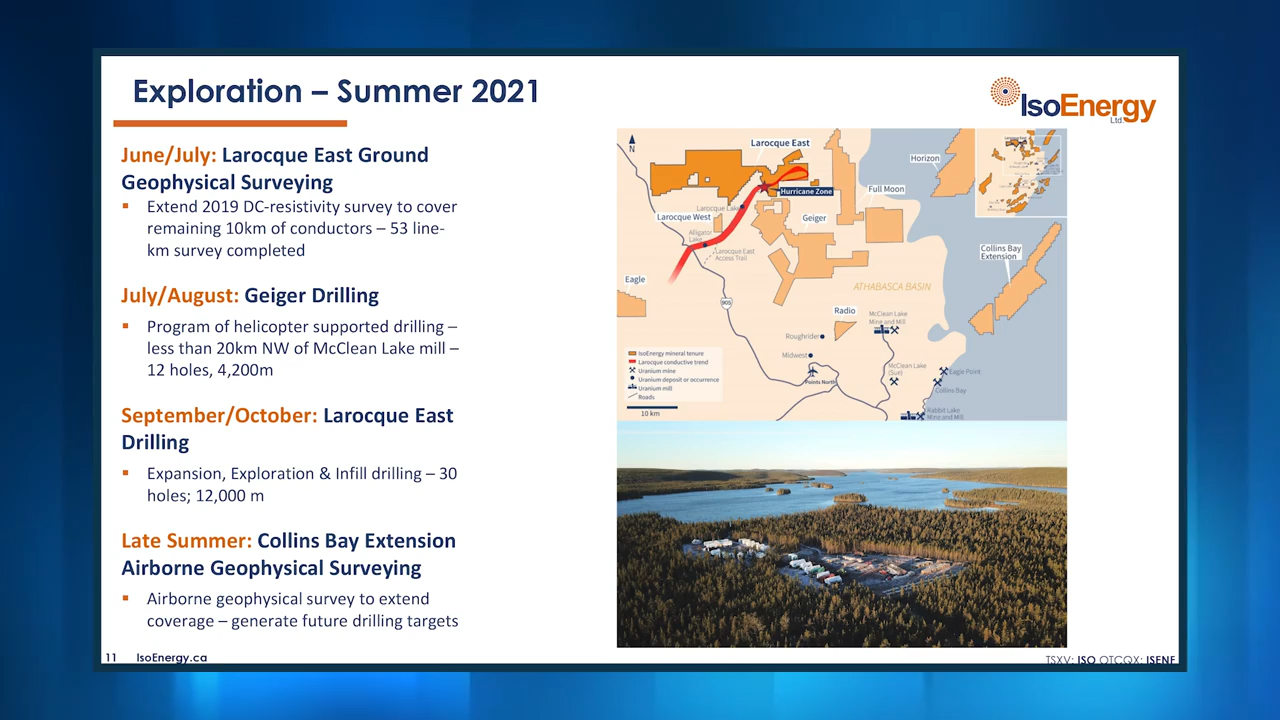 Exploration – Summer 2021
IsoEnergy
Ltd.
June/July: Larocque East Ground
Geophysical Surveying
▪ Extend 2019 DC-resistivity survey to cover
remaining 10km of conductors – 53 line-
km survey completed
July/August: Geiger Drilling
▪ Program of helicopter supported drilling –
less than 20km NW of McClean Lake mill –
12 holes, 4,200m
September/October: Larocque East
Drilling
▪ Expansion, Exploration & Infill drilling – 30
holes; 12,000 m
Late Summer: Collins Bay Extension
Airborne Geophysical Surveying
▪ Airborne geophysical survey to extend
coverage – generate future drilling targets
N
Larocque East
Horizon
Hurricane Zone
Full Moon
Larocque Lake
Larocque West
Geiger
Alligator
Lake
Larocque East
Access Trail
Collins Bay
Extension
Eagle
ATHABASCA BASIN
905
Radio
McClean Lake
Mine and Mill
Roughrider
Midwest
McClean Lake
(Sue)
Eagle Point
Points North
Collins Bay
Rabbit Lake
Mine and Mill
IsoEnergy mineral tenure
Larocque conductive trend
Uranium mine
Uranium deposit or occurrence
Uranium mill
Roads
10 km
11 IsoEnergy.ca
TSXV: ISO OTCQX: ISENF